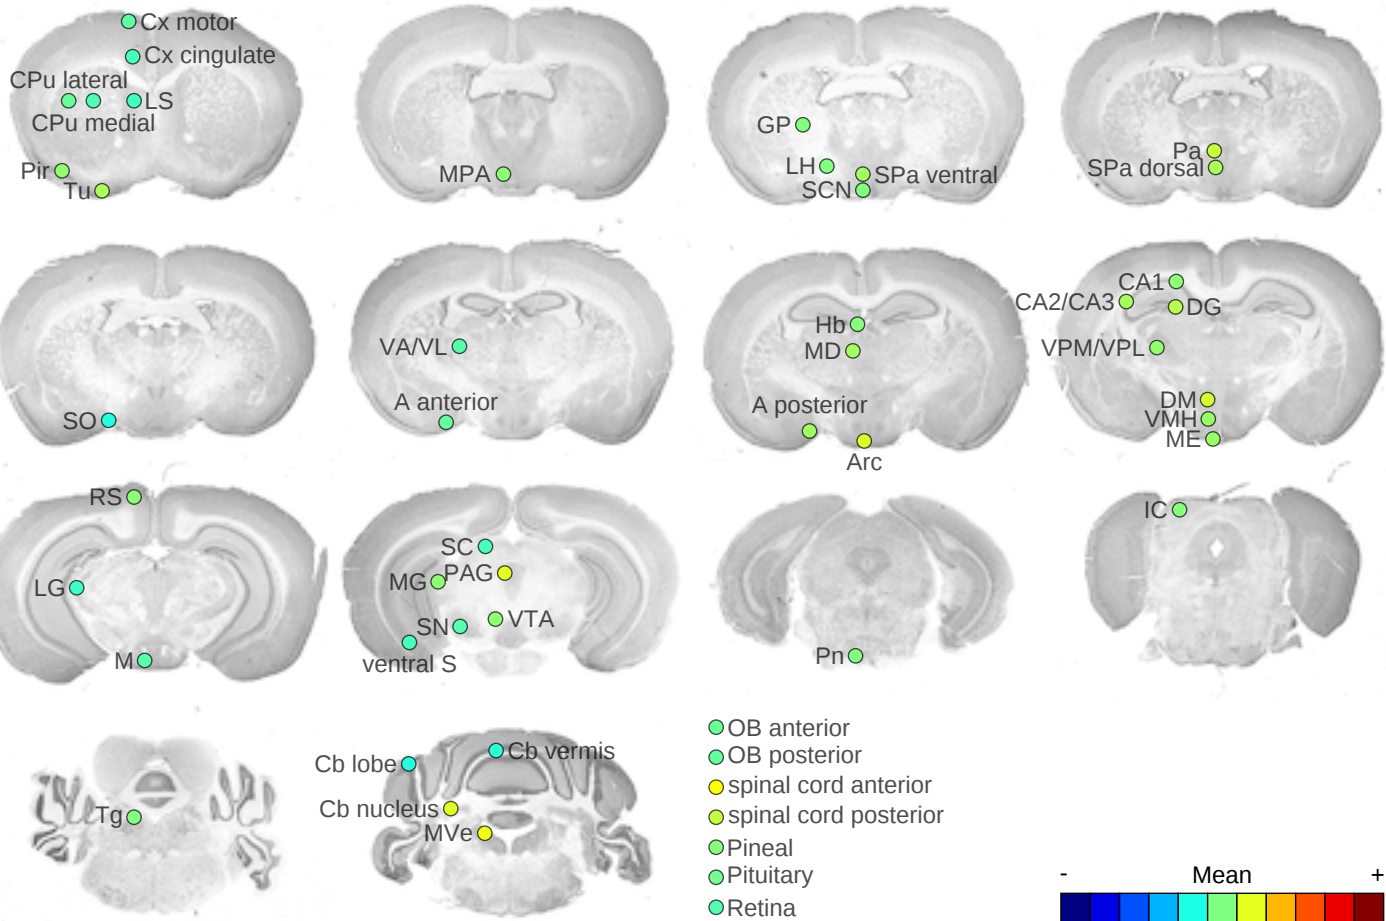 Cx motor
Cx cingulate
CPu lateral
LS
CPu medial
Pir
Tu
MPA
GP
LH
SPa ventral
SCN
Pa
SPa dorsal
SO
VA/VL
A anterior
Hb
MD
A posterior
Arc
CA1
CA2/CA3
DG
VPM/VPL
DM
VMH
ME
RS
LG
M
SC
PAG
MG
VTA
SN
ventral S
Pn
IC
Tg
Cb vermis
Cb lobe
Cb nucleus
MVe
OB anterior
OB posterior
spinal cord anterior
spinal cord posterior
Pineal
Pituitary
Retina
- Mean +